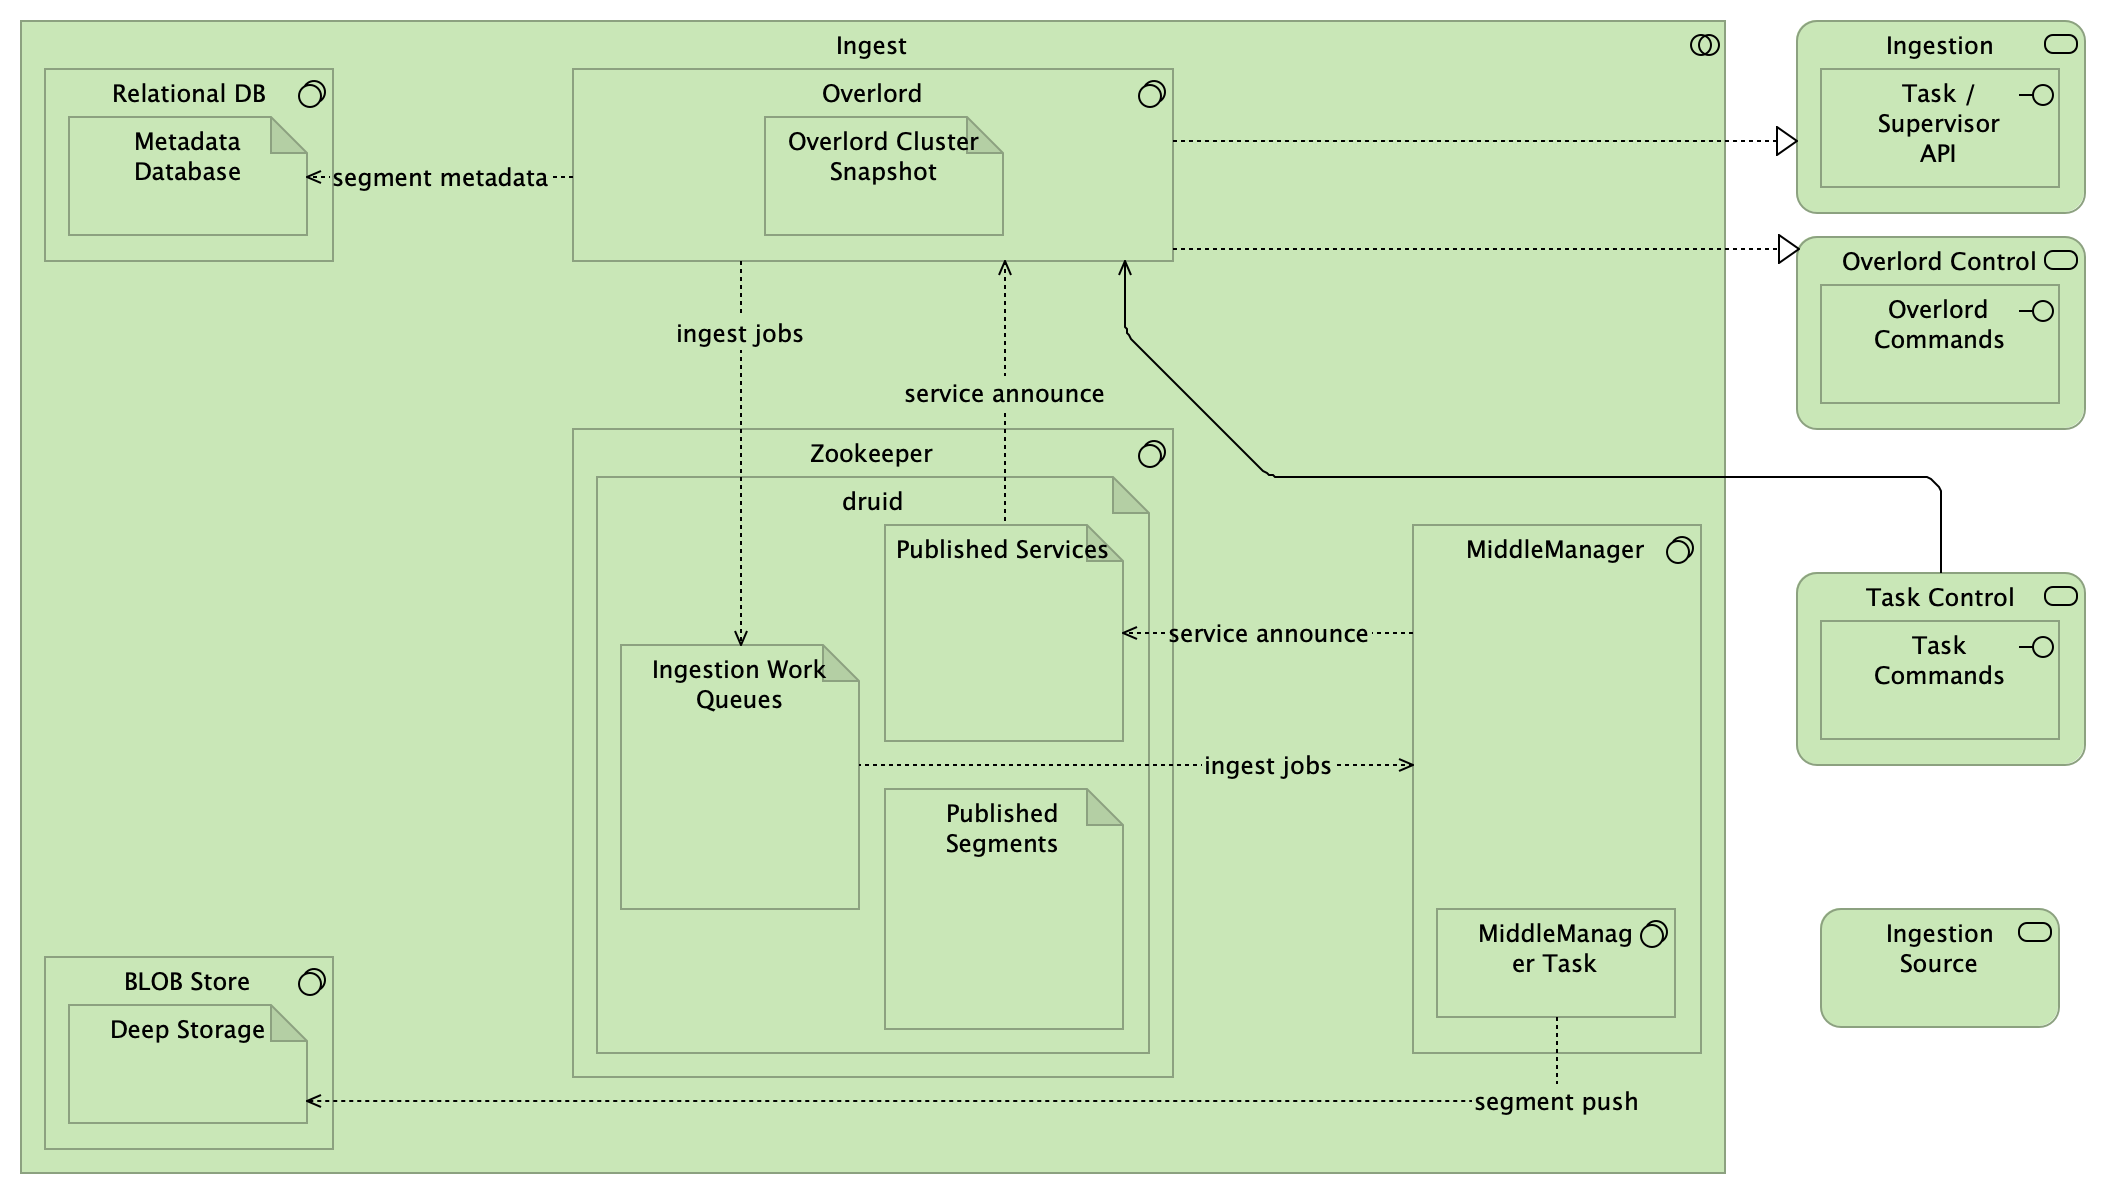 Ingest
Relational DB
Metadata
Database
segment metadata
Overlord
Overlord Cluster
Snapshot
Ingestion
Task /
Supervisor
API
Overlord Control
Overlord
Commands
ingest jobs
service announce
Zookeeper
druid
Published Services
Ingestion Work
Queues
service announce
ingest jobs
Published
Segments
MiddleManager
MiddleManag
er Task
Task Control
Task
Commands
Ingestion
Source
BLOB Store
Deep Storage
segment push